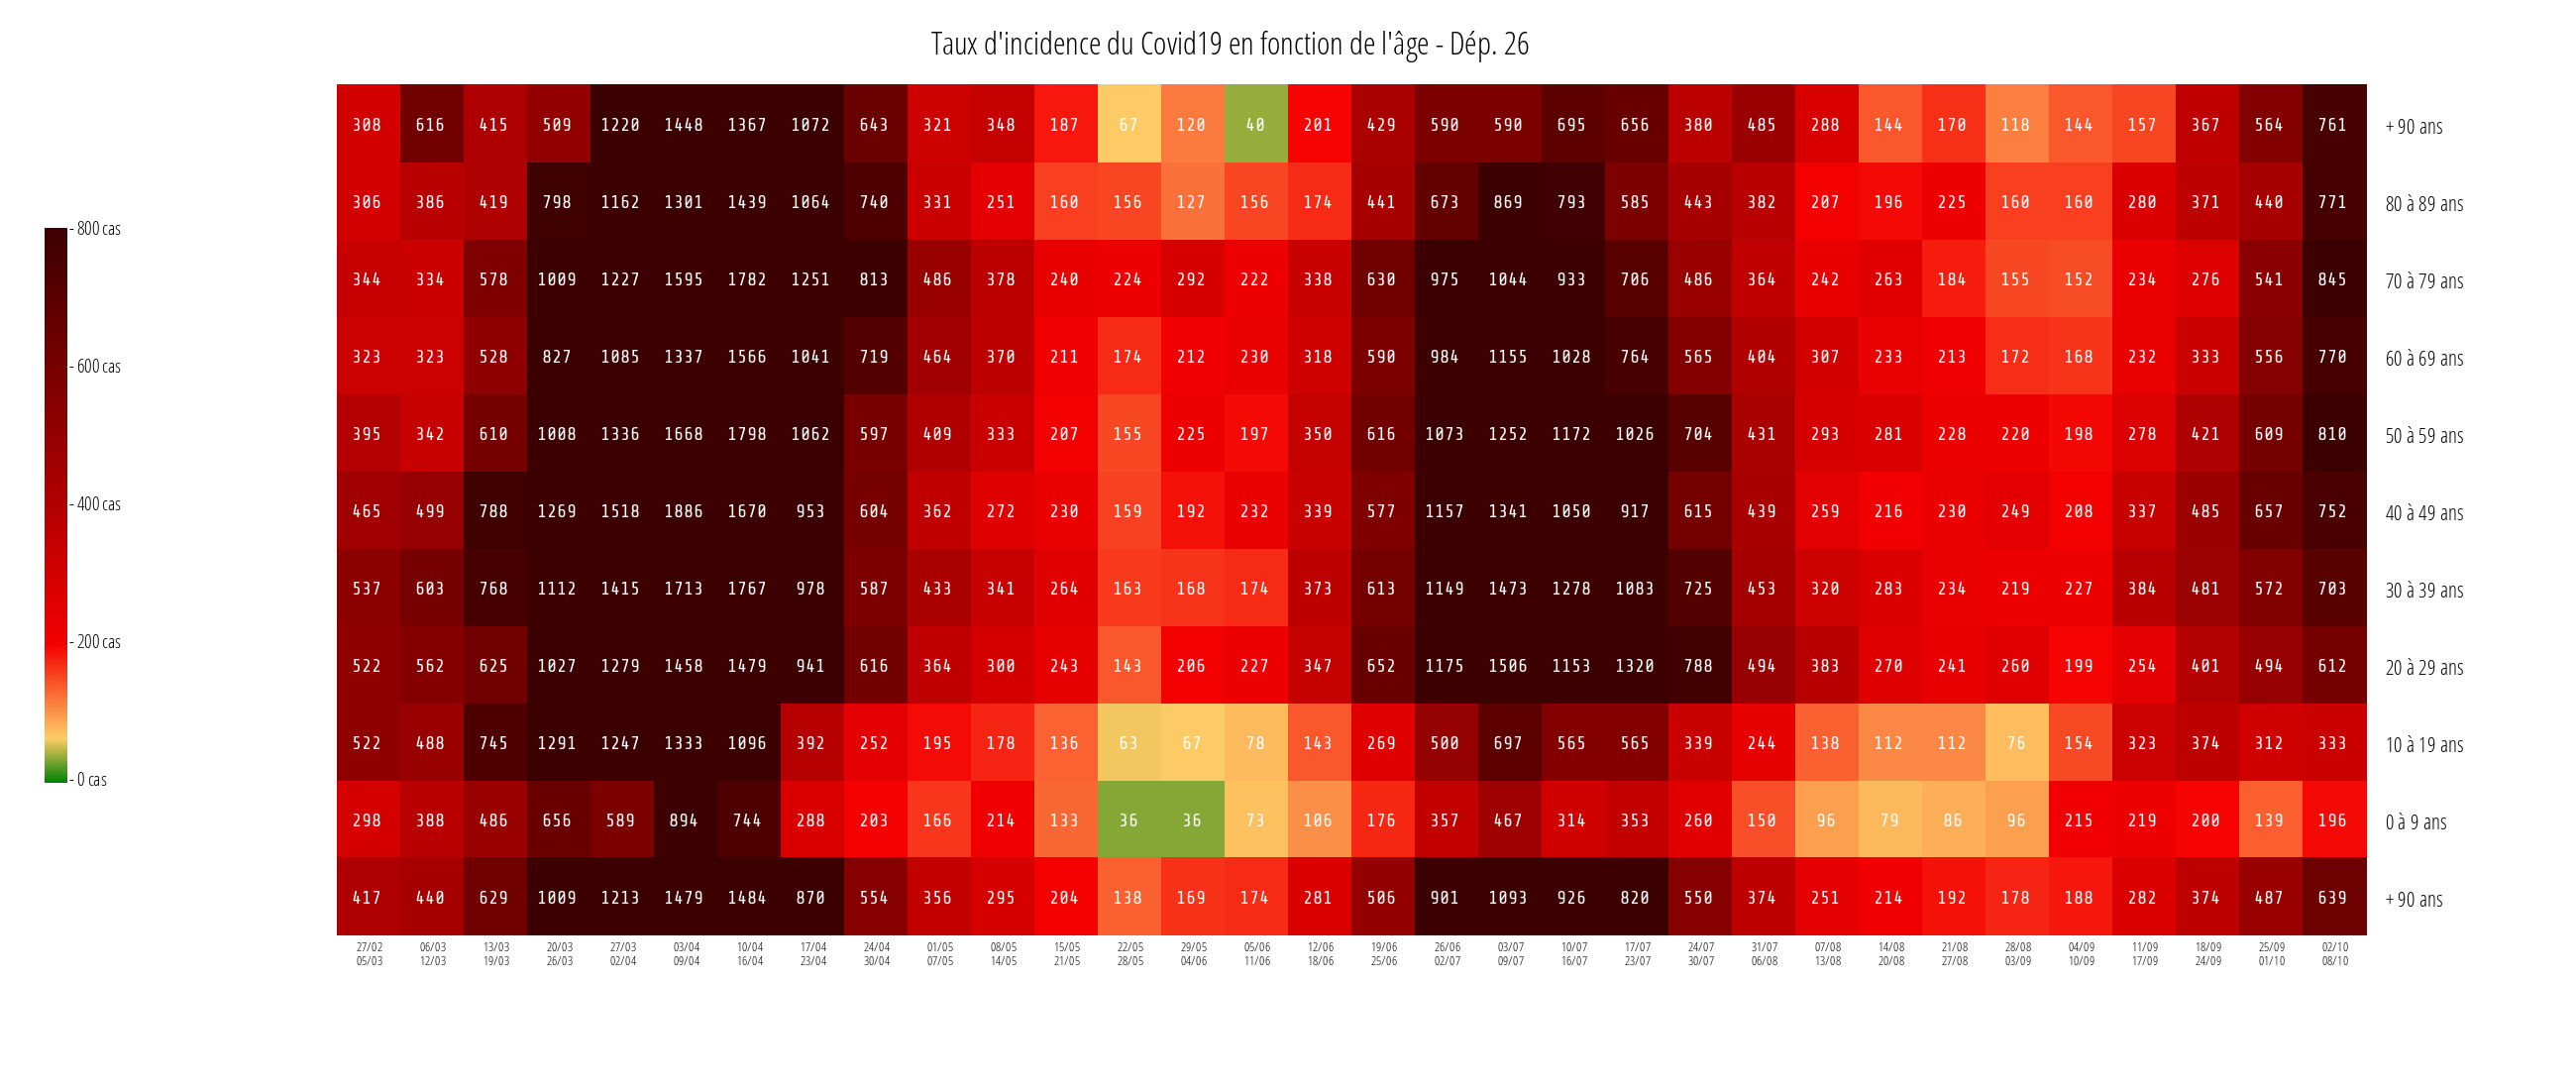 Taux d'incidence du Covid19 en fonction de l'âge - Dép. 26
- 800 cas
- 600 cas
- 400 cas
- 200 cas
- 0 cas
308 616 415 509 1220 1448 1367 1072 643 321 348 187 67 120 40 201 429 590 590 695 656 380 485 288 144 170 118 144 157 367 564 761 + 90 ans
306 386 419 798 1162 1301 1439 1064 740 331 251 160 156 127 156 174 441 673 869 793 585 443 382 207 196 225 160 160 280 371 440 771 80 à 89 ans
344 334 578 1009 1227 1595 1782 1251 813 486 378 240 224 292 222 338 630 975 1044 933 706 486 364 242 263 184 155 152 234 276 541 845 70 à 79 ans
323 323 528 827 1085 1337 1566 1041 719 464 370 211 174 212 230 318 590 984 1155 1028 764 565 404 307 233 213 172 168 232 333 556 770 60 à 69 ans
395 342 610 1008 1336 1668 1798 1062 597 409 333 207 155 225 197 350 616 1073 1252 1172 1026 704 431 293 281 228 220 198 278 421 609 810 50 à 59 ans
465 499 788 1269 1518 1886 1670 953 604 362 272 230 159 192 232 339 577 1157 1341 1050 917 615 439 259 216 230 249 208 337 485 657 752 40 à 49 ans
537 603 768 1112 1415 1713 1767 978 587 433 341 264 163 168 174 373 613 1149 1473 1278 1083 725 453 320 283 234 219 227 384 481 572 703 30 à 39 ans
522 562 625 1027 1279 1458 1479 941 616 364 300 243 143 206 227 347 652 1175 1506 1153 1320 788 494 383 270 241 260 199 254 401 494 612 20 à 29 ans
522 488 745 1291 1247 1333 1096 392 252 195 178 136 63 67 78 143 269 500 697 565 565 339 244 138 112 112 76 154 323 374 312 333 10 à 19 ans
298 388 486 656 589 894 744 288 203 166 214 133 36 36 73 106 176 357 467 314 353 260 150 96 79 86 96 215 219 200 139 196 0 à 9 ans
417 440 629 1009 1213 1479 1484 870 554 356 295 204 138 169 174 281 506 901 1093 926 820 550 374 251 214 192 178 188 282 374 487 639 + 90 ans
27/02 06/03 13/03 20/03 27/03 03/04 10/04 17/04 24/04 01/05 08/05 15/05 22/05 29/05 05/06 12/06 19/06 26/06 03/07 10/07 17/07 24/07 31/07 07/08 14/08 21/08 28/08 04/09 11/09 18/09 25/09 02/10
05/03 12/03 19/03 26/03 02/04 09/04 16/04 23/04 30/04 07/05 14/05 21/05 28/05 04/06 11/06 18/06 25/06 02/07 09/07 16/07 23/07 30/07 06/08 13/08 20/08 27/08 03/09 10/09 17/09 24/09 01/10 08/10